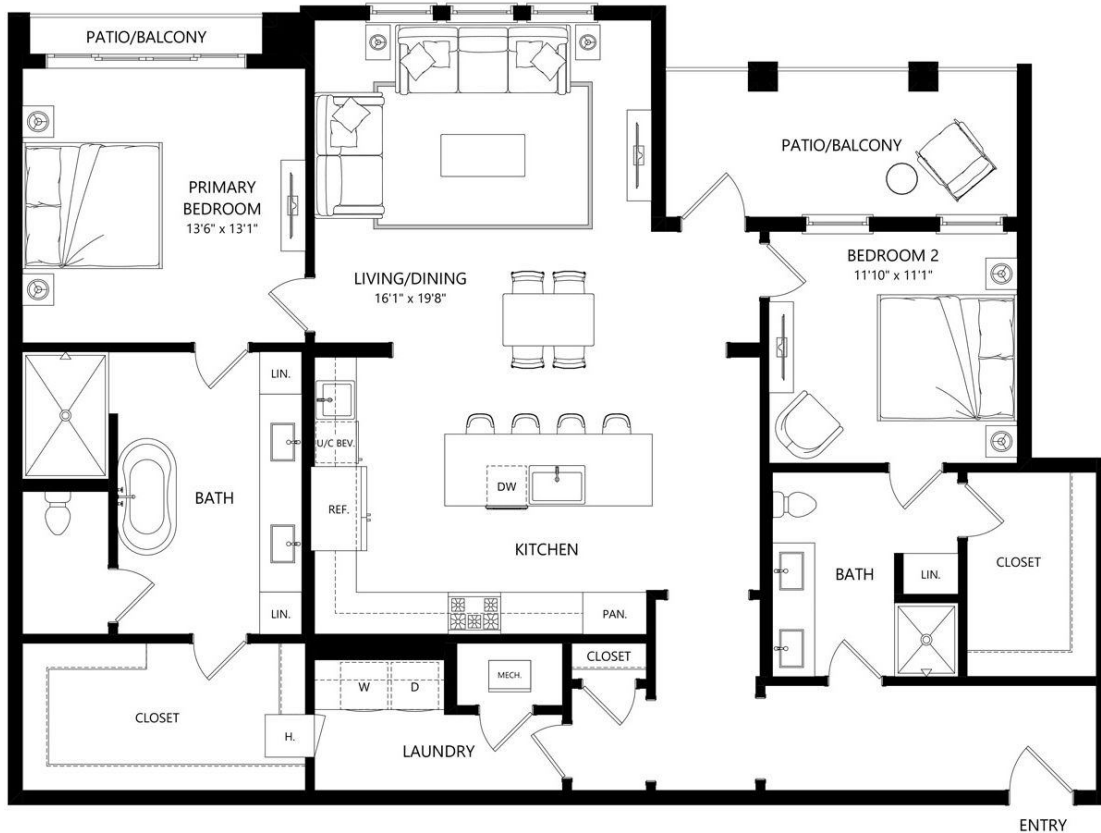 PATIO/BALCONY
PRIMARY
BEDROOM
13'6" x 13'1"
LIVING/DINING
16'1" x 19'8"
PATIO/BALCONY
BEDROOM 2
11'10" x 11'1"
LIN.
U/C BEV.
REF.
DW
BATH
KITCHEN
LIN.
PAN.
BATH
LIN.
CLOSET
CLOSET
W
D
MECH.
CLOSET
H.
LAUNDRY
ENTRY